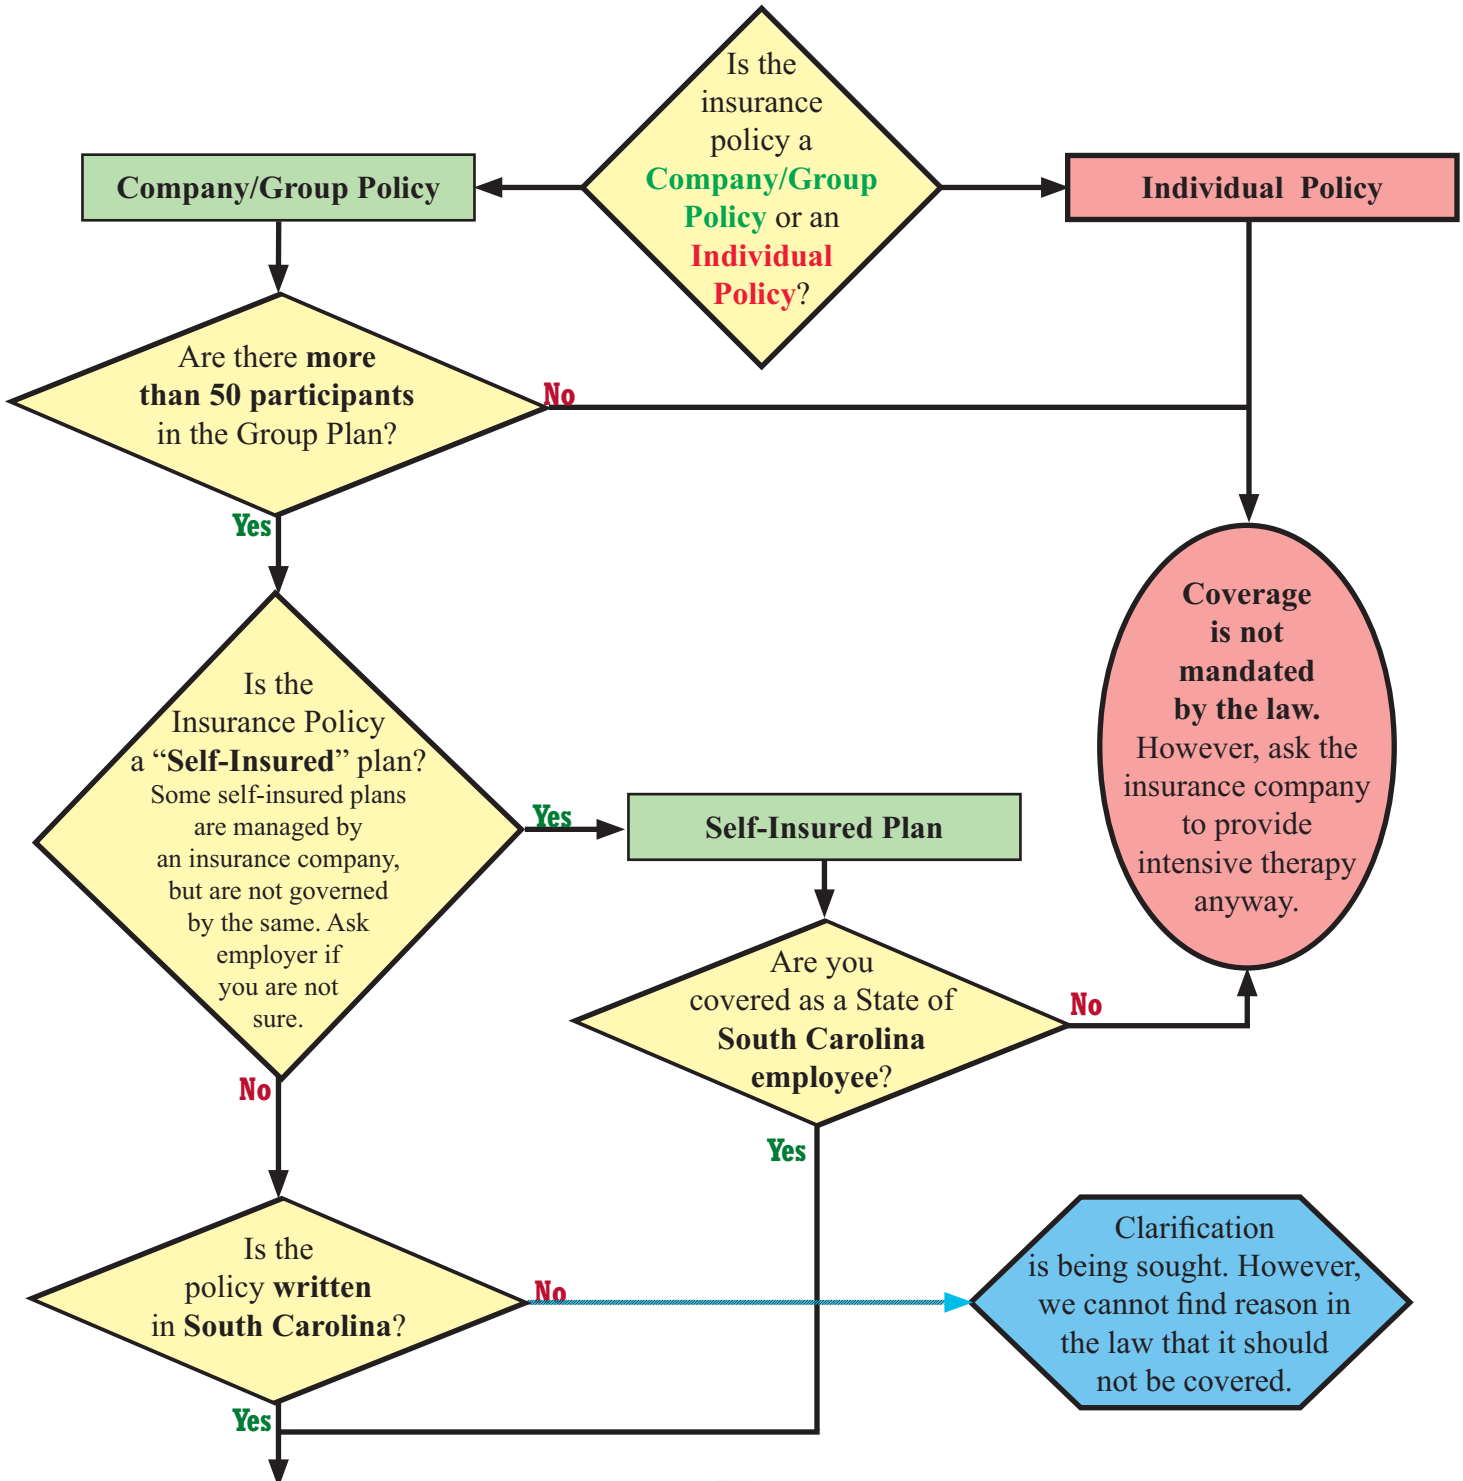 Is the
insurance
policy a
Company/Group
Policy or an
Individual
Policy?
Company/Group Policy
Individual Policy
Are there more
than 50 participants
in the Group Plan?
No
Yes
Coverage
is not
mandated
by the law.
However, ask the
insurance company
to provide
intensive therapy
anyway.
Is the
Insurance Policy
a “Self-Insured” plan?
Some self-insured plans
are managed by
an insurance company,
but are not governed
by the same. Ask
employer if
you are not
sure.
Yes
Self-Insured Plan
Are you
covered as a State of
South Carolina
employee?
No
No
Yes
Is the
policy written
in South Carolina?
No
Clarification
is being sought. However,
we cannot find reason in
the law that it should
not be covered.
Yes